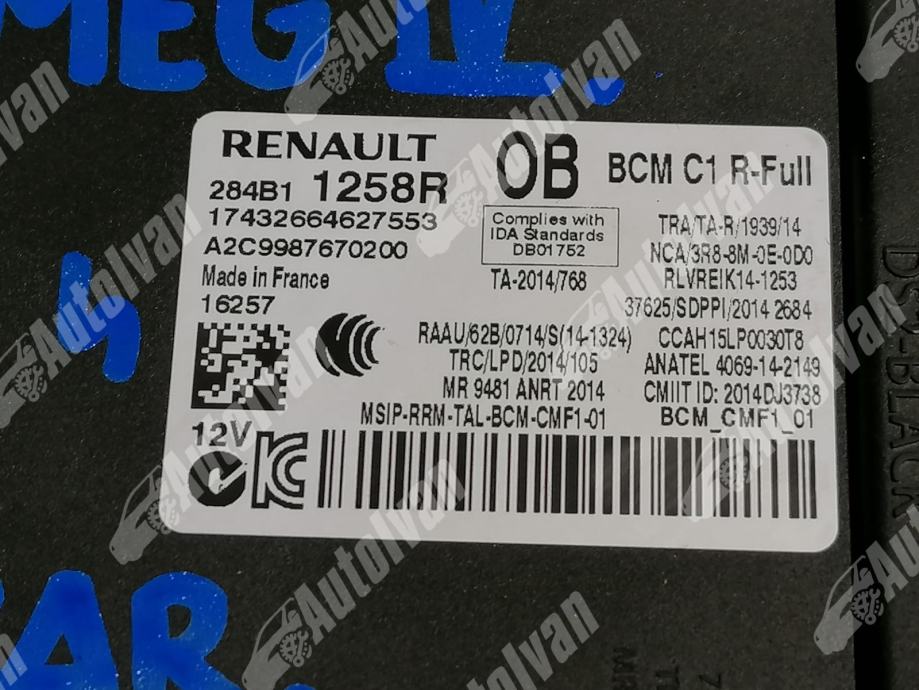 MEG IV.
RENAULT OB BCM C1 R-Full
284B1 1258R
17432664627553
Complies with
IDA Standards
DB01752
TRA/TA-R/1939/14
A2C9987670200
NCA/3R8-8M-0E-0D0
Made in France
TA-2014/768
RLVREIK14-1253
16257
37625/SDPPI/2014 2684
RAAU/62B/0714/S(14-1324)
CCAH15LP0030T8
TRC/LPD/2014/105
ANATEL 4069-14-2149
MR 9481 ANRT 2014
CMIIT ID: 2014DJ3738
MSIP-RRM-TAL-BCM-CMF1-01
BCM_CMF1_01
12V
AutoIvan